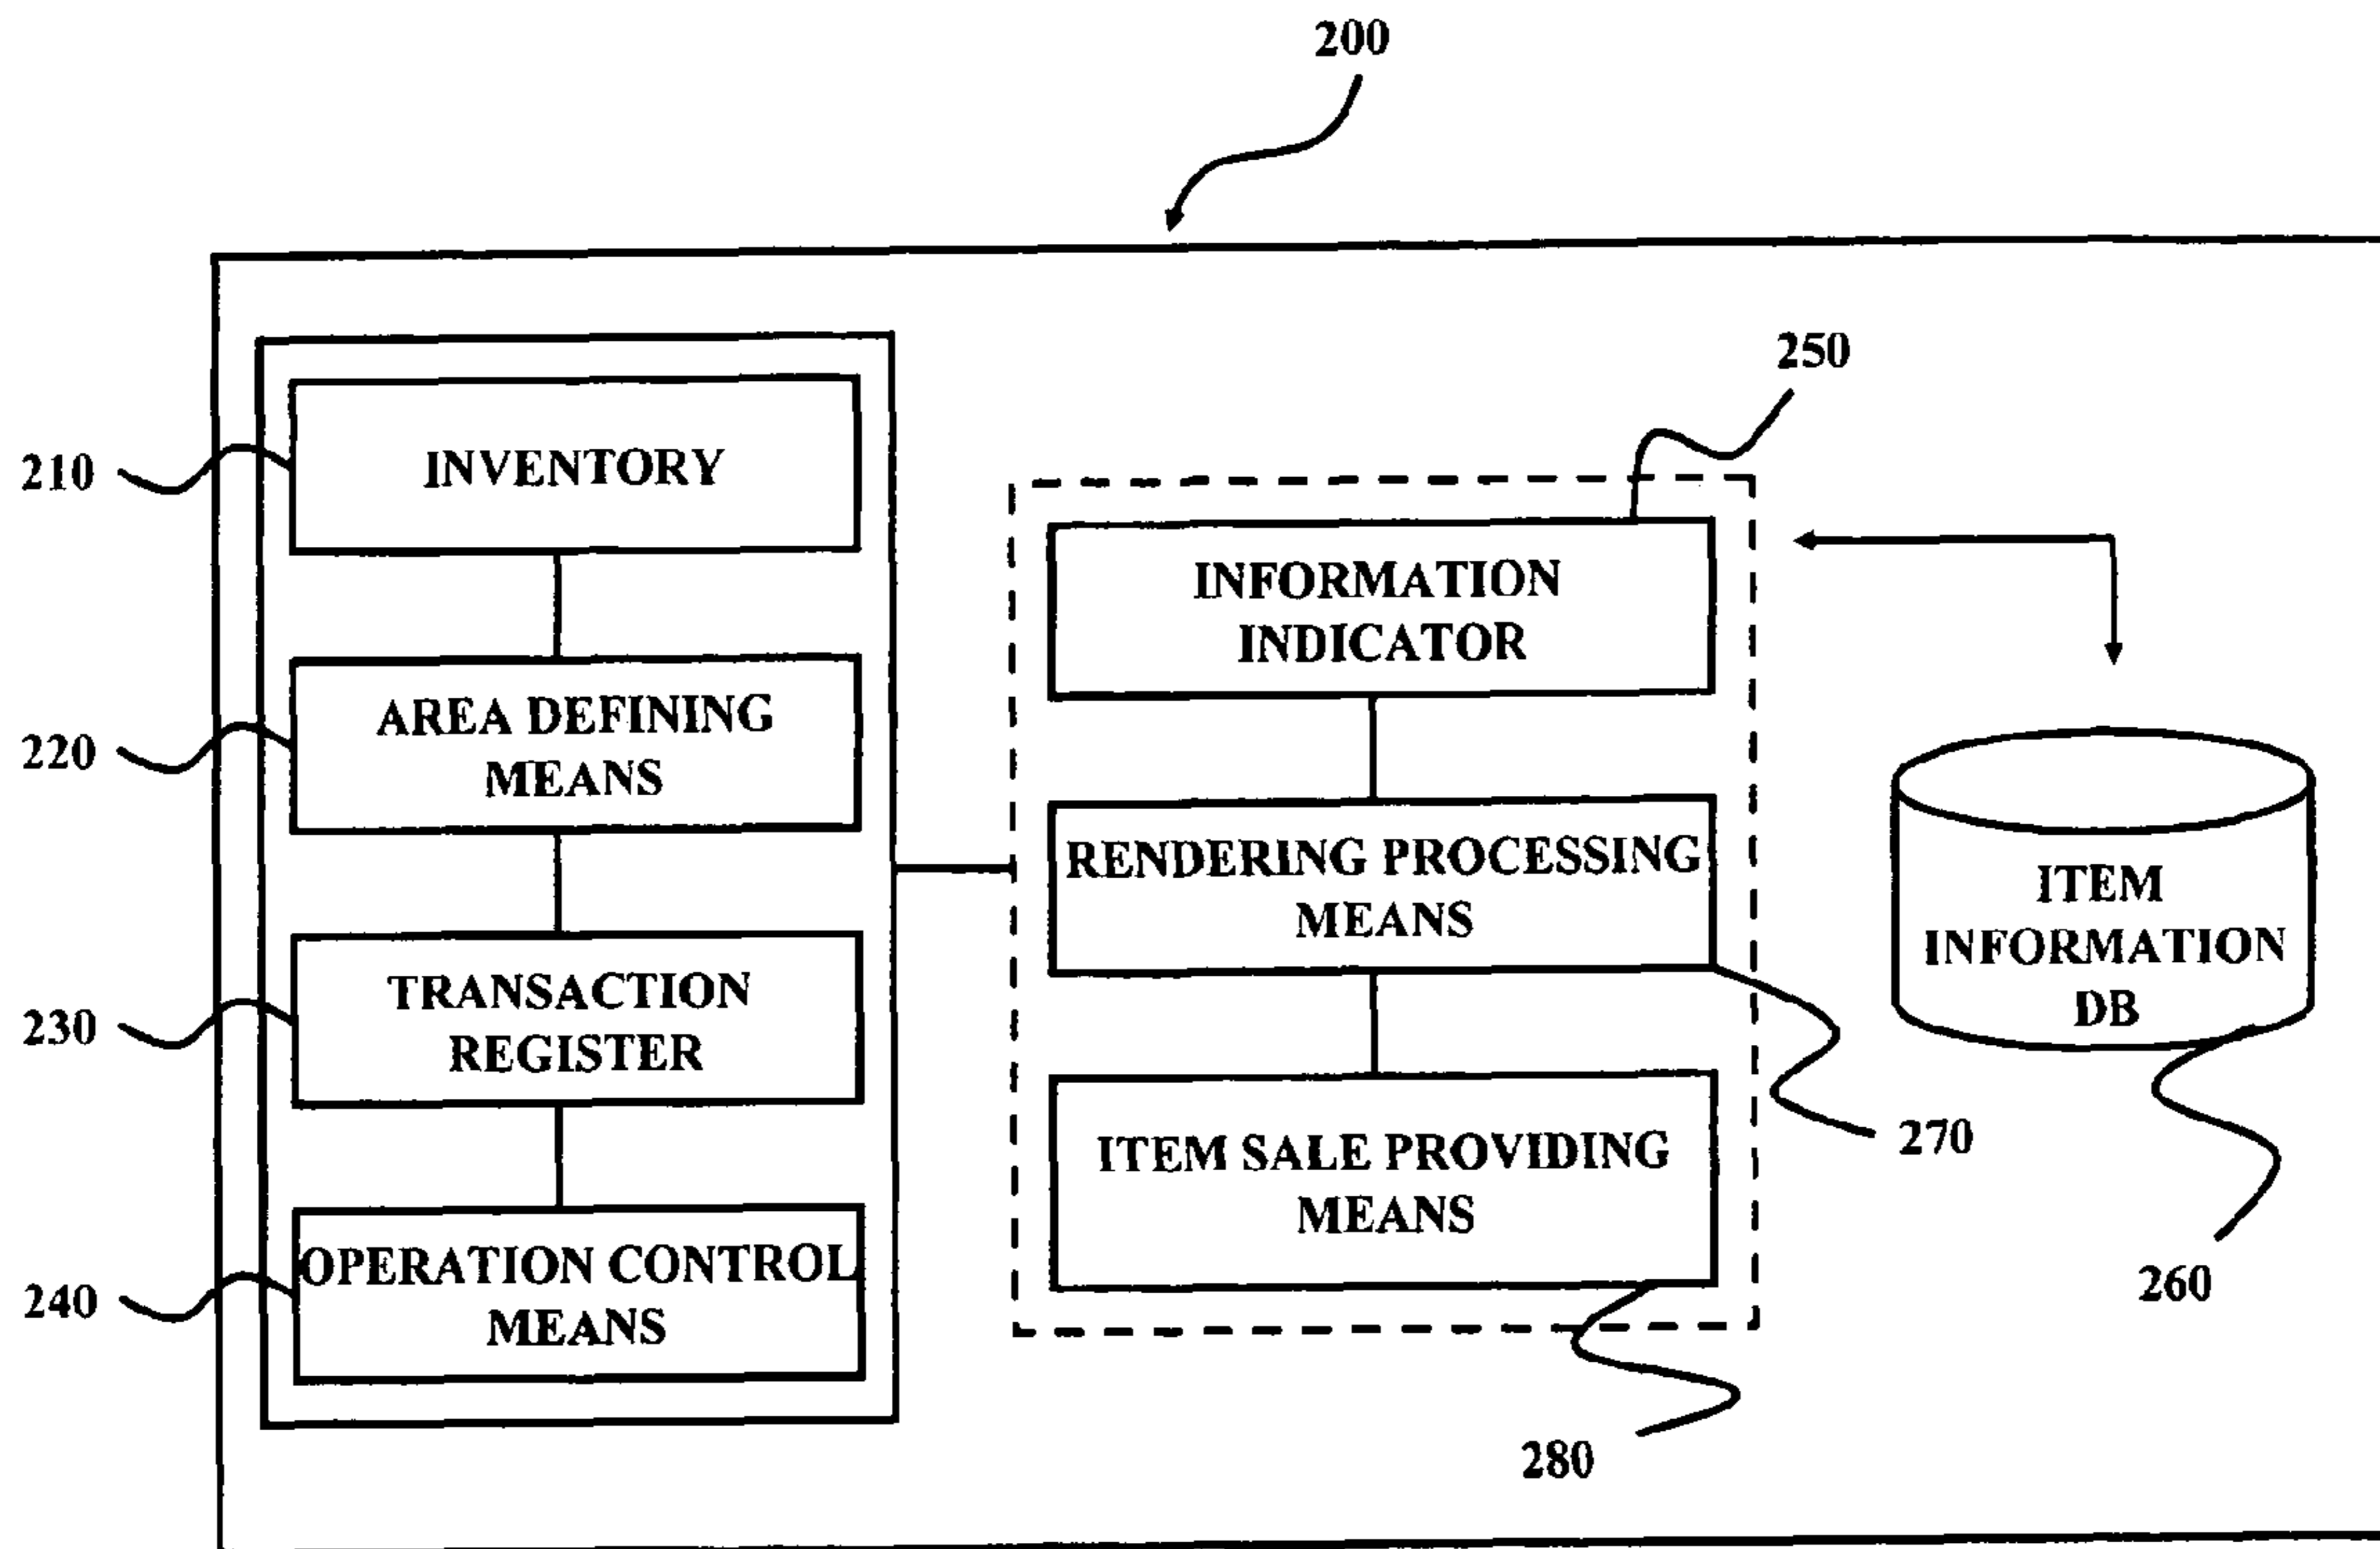 200
250
210
INVENTORY
INFORMATION
INDICATOR
220
AREA DEFINING
MEANS
RENDERING PROCESSING
MEANS
ITEM
INFORMATION
DB
230
TRANSACTION
REGISTER
270
ITEM SALE PROVIDING
MEANS
240
OPERATION CONTROL
MEANS
260
280